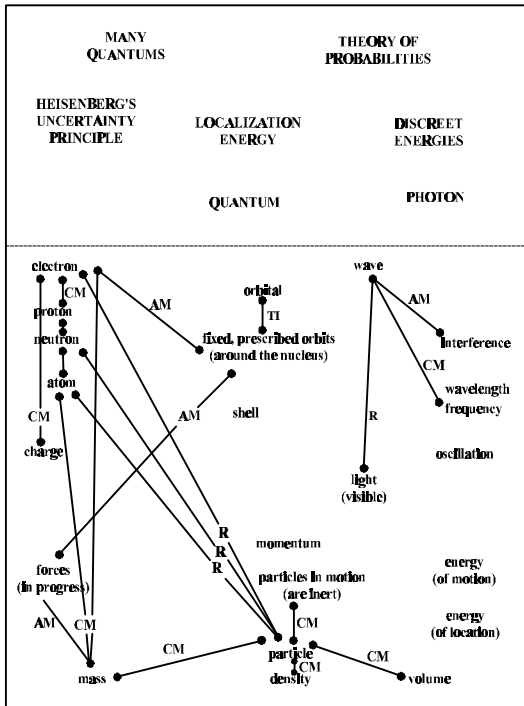 MANY
QUANTUMS
THEORY OF
PROBABILITIES
HEISENBERG'S
UNCERTAINTY
PRINCIPLE
LOCALIZATION
ENERGY
DISCREET
ENERGIES
QUANTUM
PHOTON
electron
CM
proton
neutron
atom
CM
charge
AM
orbital
TI
fixed, prescribed orbits
(around the nucleus)
AM
shell
wave
AM
interference
CM
wavelength
frequency
R
oscillation
light
(visible)
R
R
R
momentum
forces
(in progress)
particles in motion
(are inert)
energy
(of motion)
energy
(of location)
AM
CM
CM
mass
CM
particle
CM
density
CM
volume